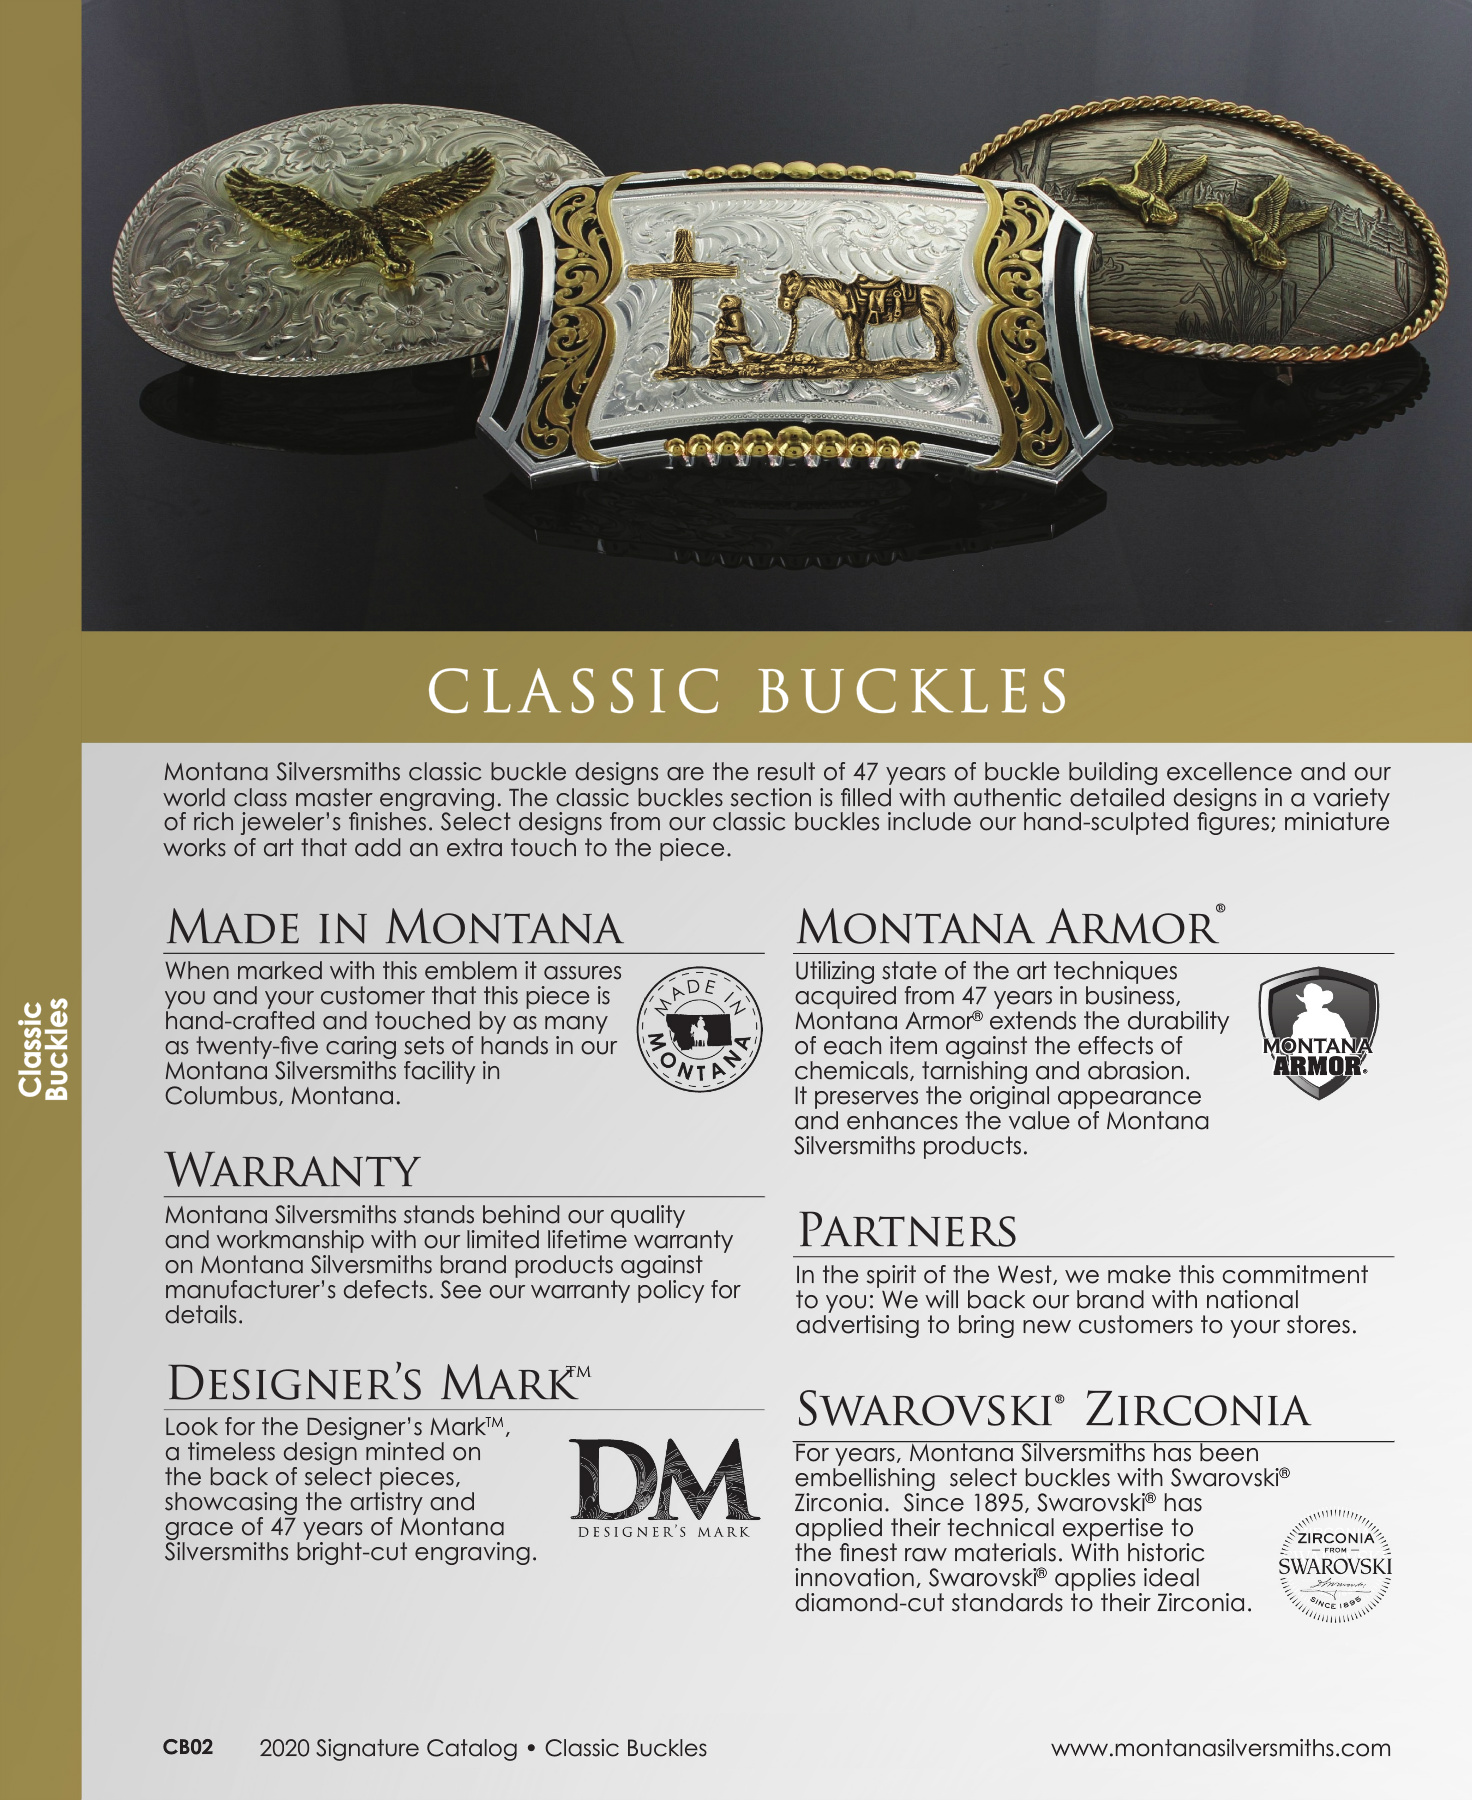 CLASSIC BUCKLES
Montana Silversmiths classic buckle designs are the result of 47 years of buckle building excellence and our
world class master engraving. The classic buckles section is filled with authentic detailed designs in a variety
of rich jeweler's finishes. Select designs from our classic buckles include our hand-sculpted figures; miniature
works of art that add an extra touch to the piece.
MADE IN MONTANA
When marked with this emblem it assures
you and your customer that this piece is
hand-crafted and touched by as many
as twenty-five caring sets of hands in our
Montana Silversmiths facility in
Columbus, Montana.
MADE IN
MONTANA
WARRANTY
Montana Silversmiths stands behind our quality
and workmanship with our limited lifetime warranty
on Montana Silversmiths brand products against
manufacturer's defects. See our warranty policy for
details.
DESIGNER'S MARK™
Look for the Designer's Mark™,
a timeless design minted on
the back of select pieces,
showcasing the artistry and
grace of 47 years of Montana
Silversmiths bright-cut engraving.
DM
DESIGNER'S MARK
MONTANA ARMOR®
Utilizing state of the art techniques
acquired from 47 years in business,
Montana Armor® extends the durability
of each item against the effects of
chemicals, tarnishing and abrasion.
It preserves the original appearance
and enhances the value of Montana
Silversmiths products.
MONTANA
ARMOR®
PARTNERS
In the spirit of the West, we make this commitment
to you: We will back our brand with national
advertising to bring new customers to your stores.
SWAROVSKI® ZIRCONIA
For years, Montana Silversmiths has been
embellishing  select buckles with Swarovski®
Zirconia.  Since 1895, Swarovski® has
applied their technical expertise to
the finest raw materials. With historic
innovation, Swarovski® applies ideal
diamond-cut standards to their Zirconia.
ZIRCONIA
FROM
SWAROVSKI
SINCE 1895
Classic
Buckles
CB02 2020 Signature Catalog • Classic Buckles www.montanasilversmiths.com